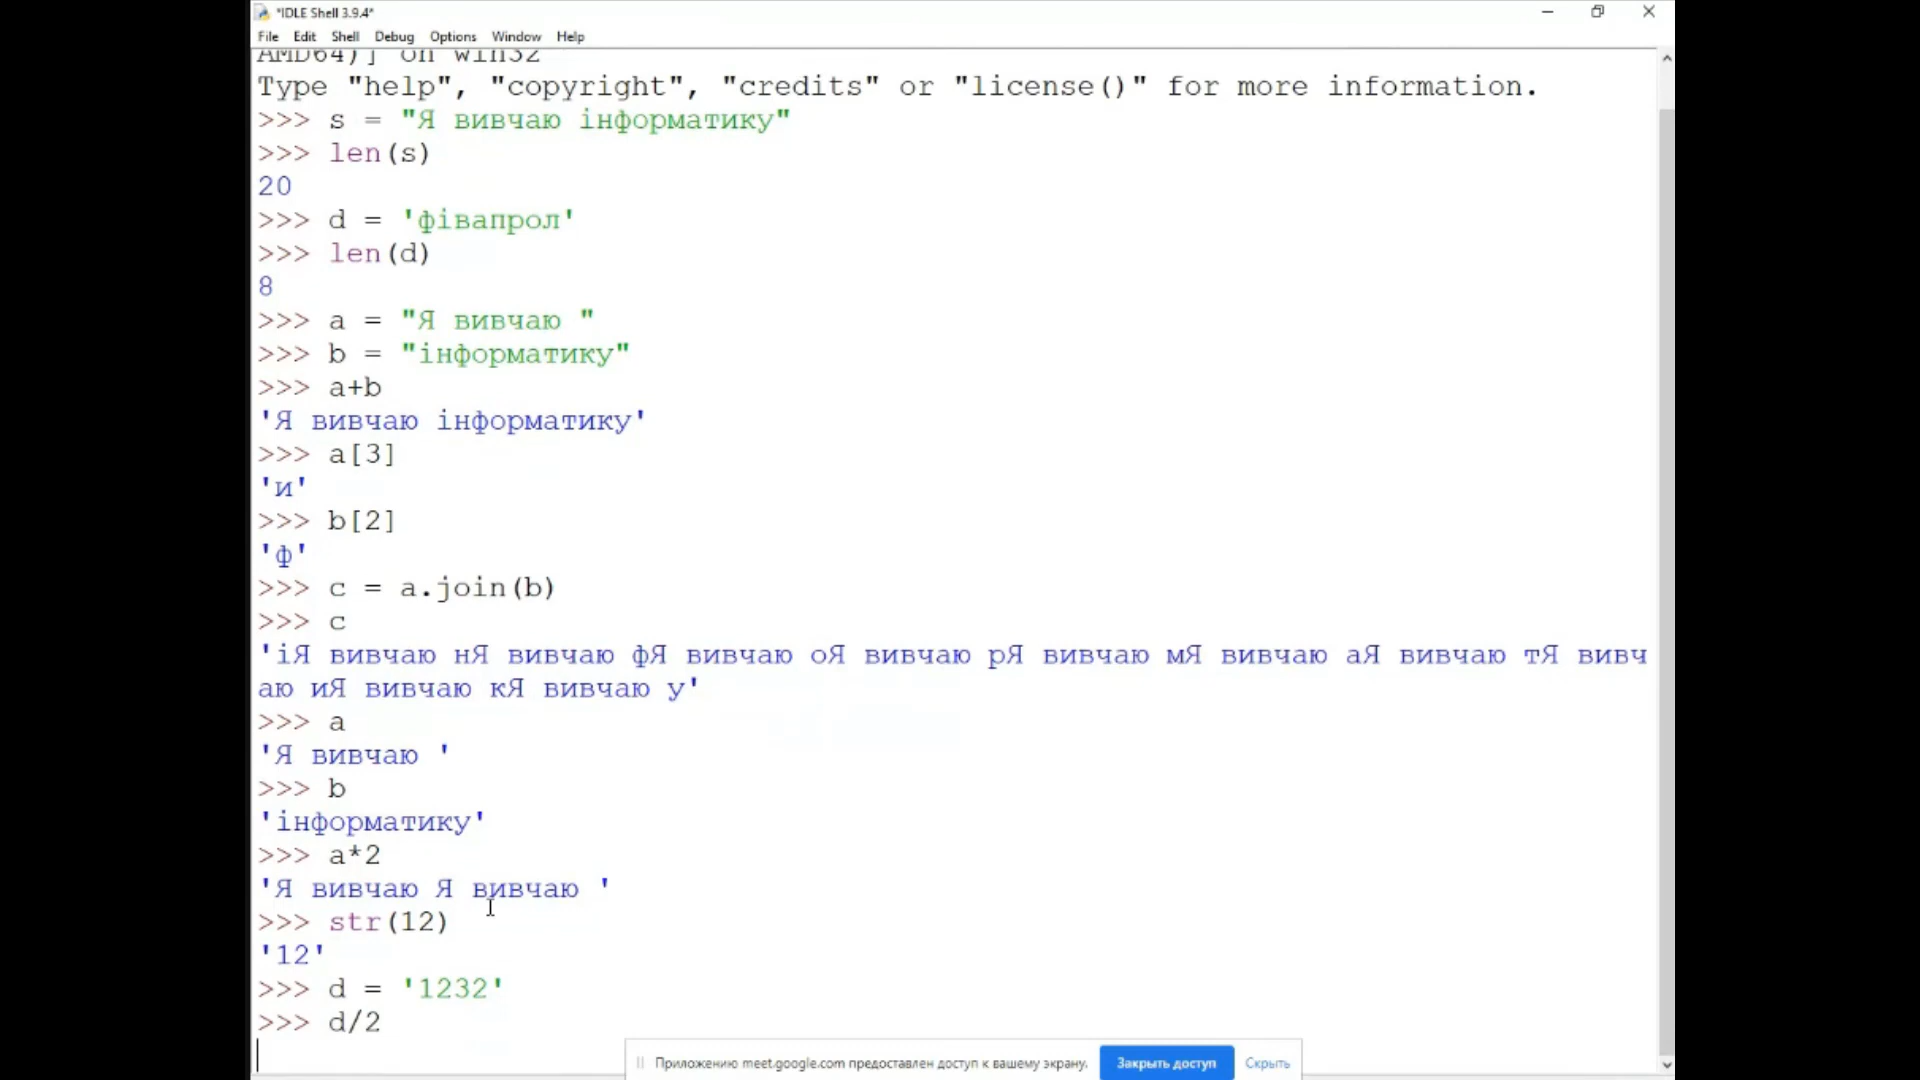 *IDLE Shell 3.9.4*
File Edit Shell Debug Options Window Help
AMD64)] on win32
Type "help", "copyright", "credits" or "license()" for more information.
>>> s = "Я вивчаю інформатику"
>>> len(s)
20
>>> d = 'фівапрол'
>>> len(d)
8
>>> a = "Я вивчаю "
>>> b = "інформатику"
>>> a+b
'Я вивчаю інформатику'
>>> a[3]
'и'
>>> b[2]
'ф'
>>> c = a.join(b)
>>> c
'іЯ вивчаю нЯ вивчаю фЯ вивчаю оЯ вивчаю рЯ вивчаю мЯ вивчаю аЯ вивчаю тЯ вивч
аю иЯ вивчаю кЯ вивчаю у'
>>> a
'Я вивчаю '
>>> b
'інформатику'
>>> a*2
'Я вивчаю Я вивчаю '
>>> str(12)
'12'
>>> d = '1232'
>>> d/2
Приложению meet.google.com предоставлен доступ к вашему экрану. Закрыть доступ Скрыть